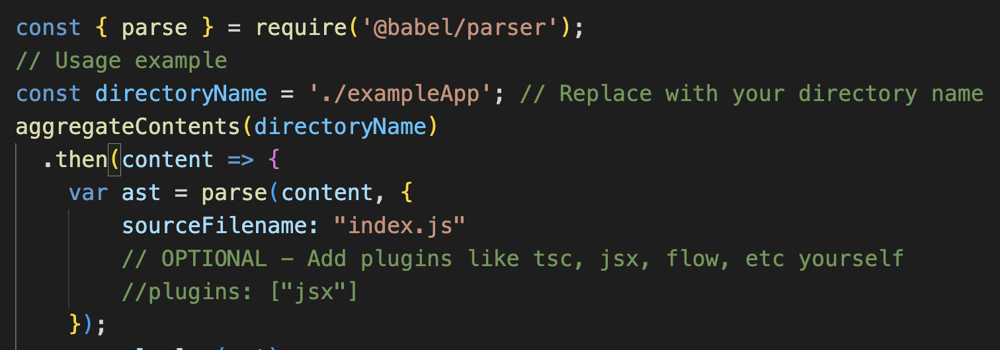 const { parse } = require('@babel/parser');
// Usage example
const directoryName = './exampleApp'; // Replace with your directory name
aggregateContents(directoryName)
.then(content => {
var ast = parse(content, {
sourceFilename: "index.js"
// OPTIONAL – Add plugins like tsc, jsx, flow, etc yourself
//plugins: ["jsx"]
});